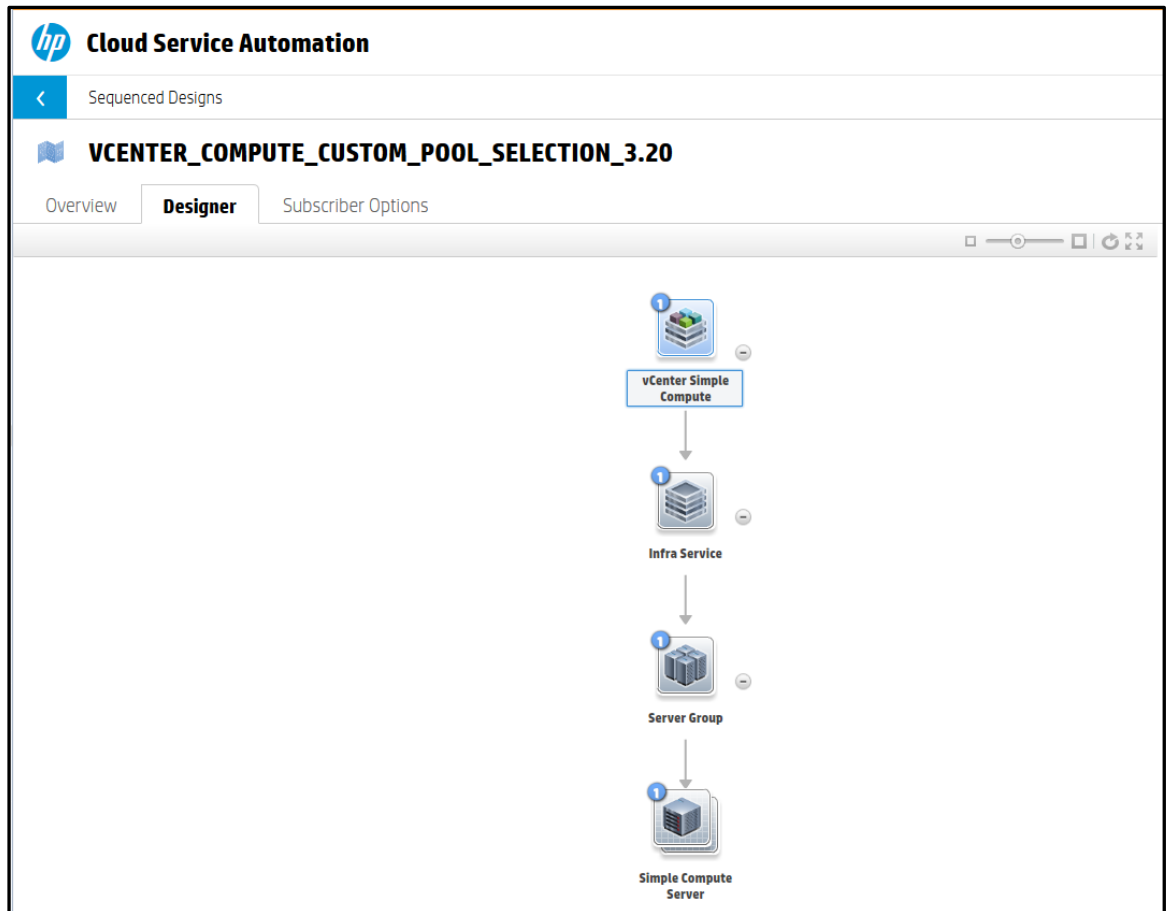 hp
Cloud Service Automation
Sequenced Designs
VCENTER_COMPUTE_CUSTOM_POOL_SELECTION_3.20
Overview
Designer
Subscriber Options
1
vCenter Simple
Compute
1
Infra Service
1
Server Group
1
Simple Compute
Server